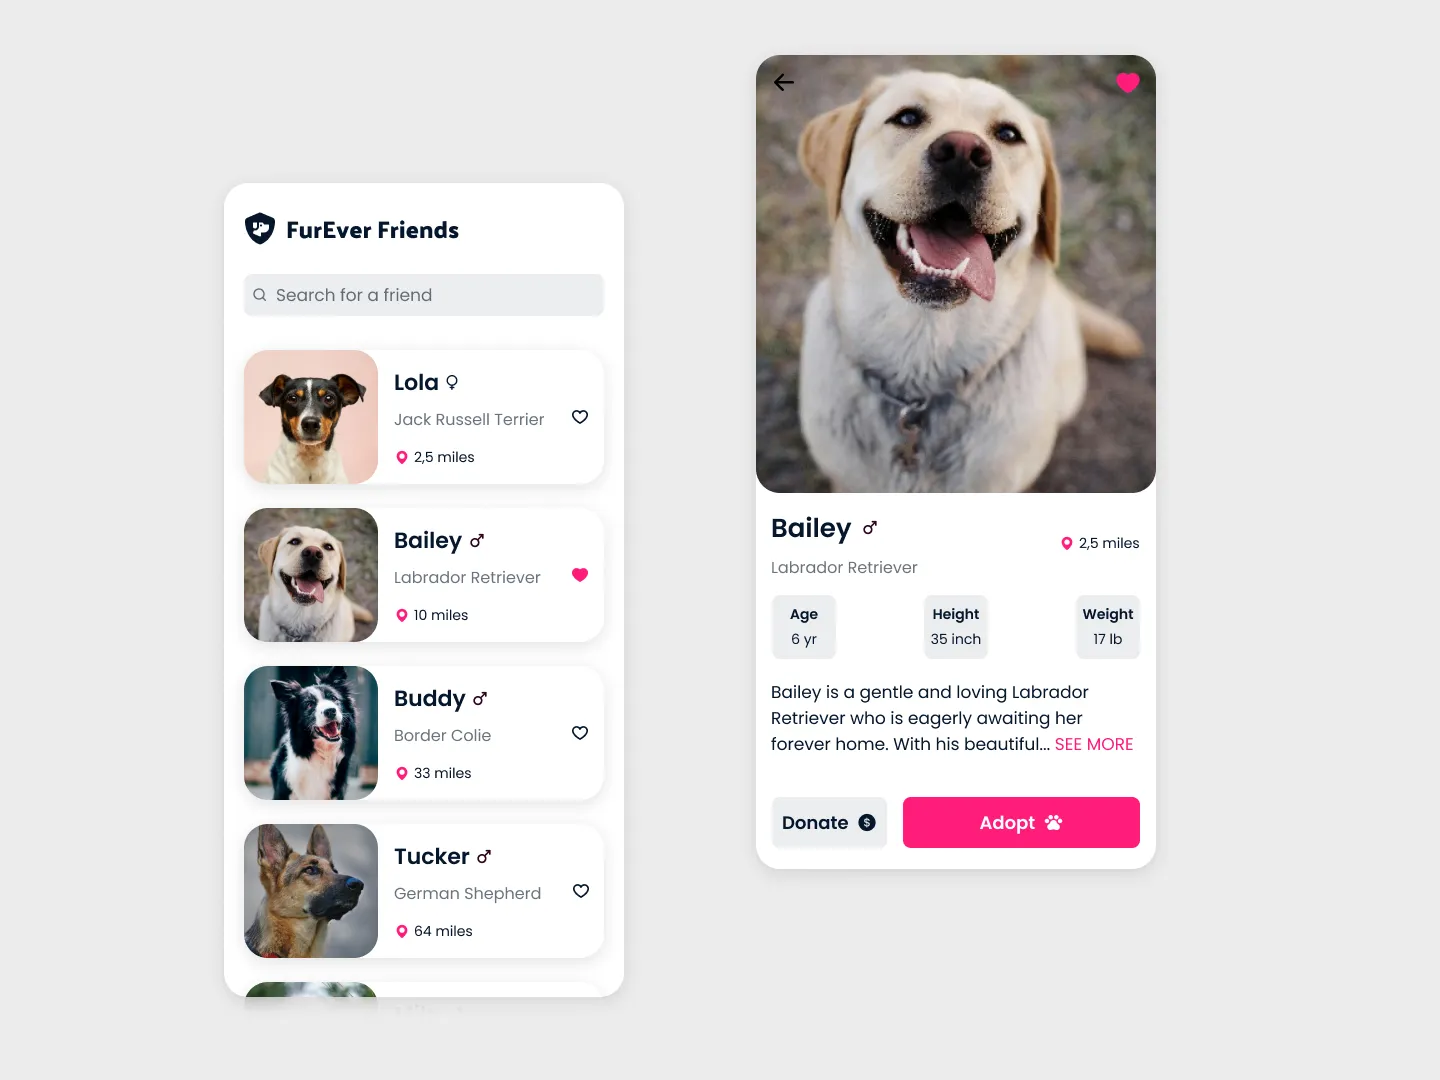 FurEver Friends
Search for a friend
Lola
Jack Russell Terrier
2,5 miles
Bailey
Labrador Retriever
10 miles
Buddy
Border Colie
33 miles
Tucker
German Shepherd
64 miles
Bailey
2,5 miles
Labrador Retriever
Age
6 yr
Height
35 inch
Weight
17 lb
Bailey is a gentle and loving Labrador
Retriever who is eagerly awaiting her
forever home. With his beautiful... SEE MORE
Donate $
Adopt